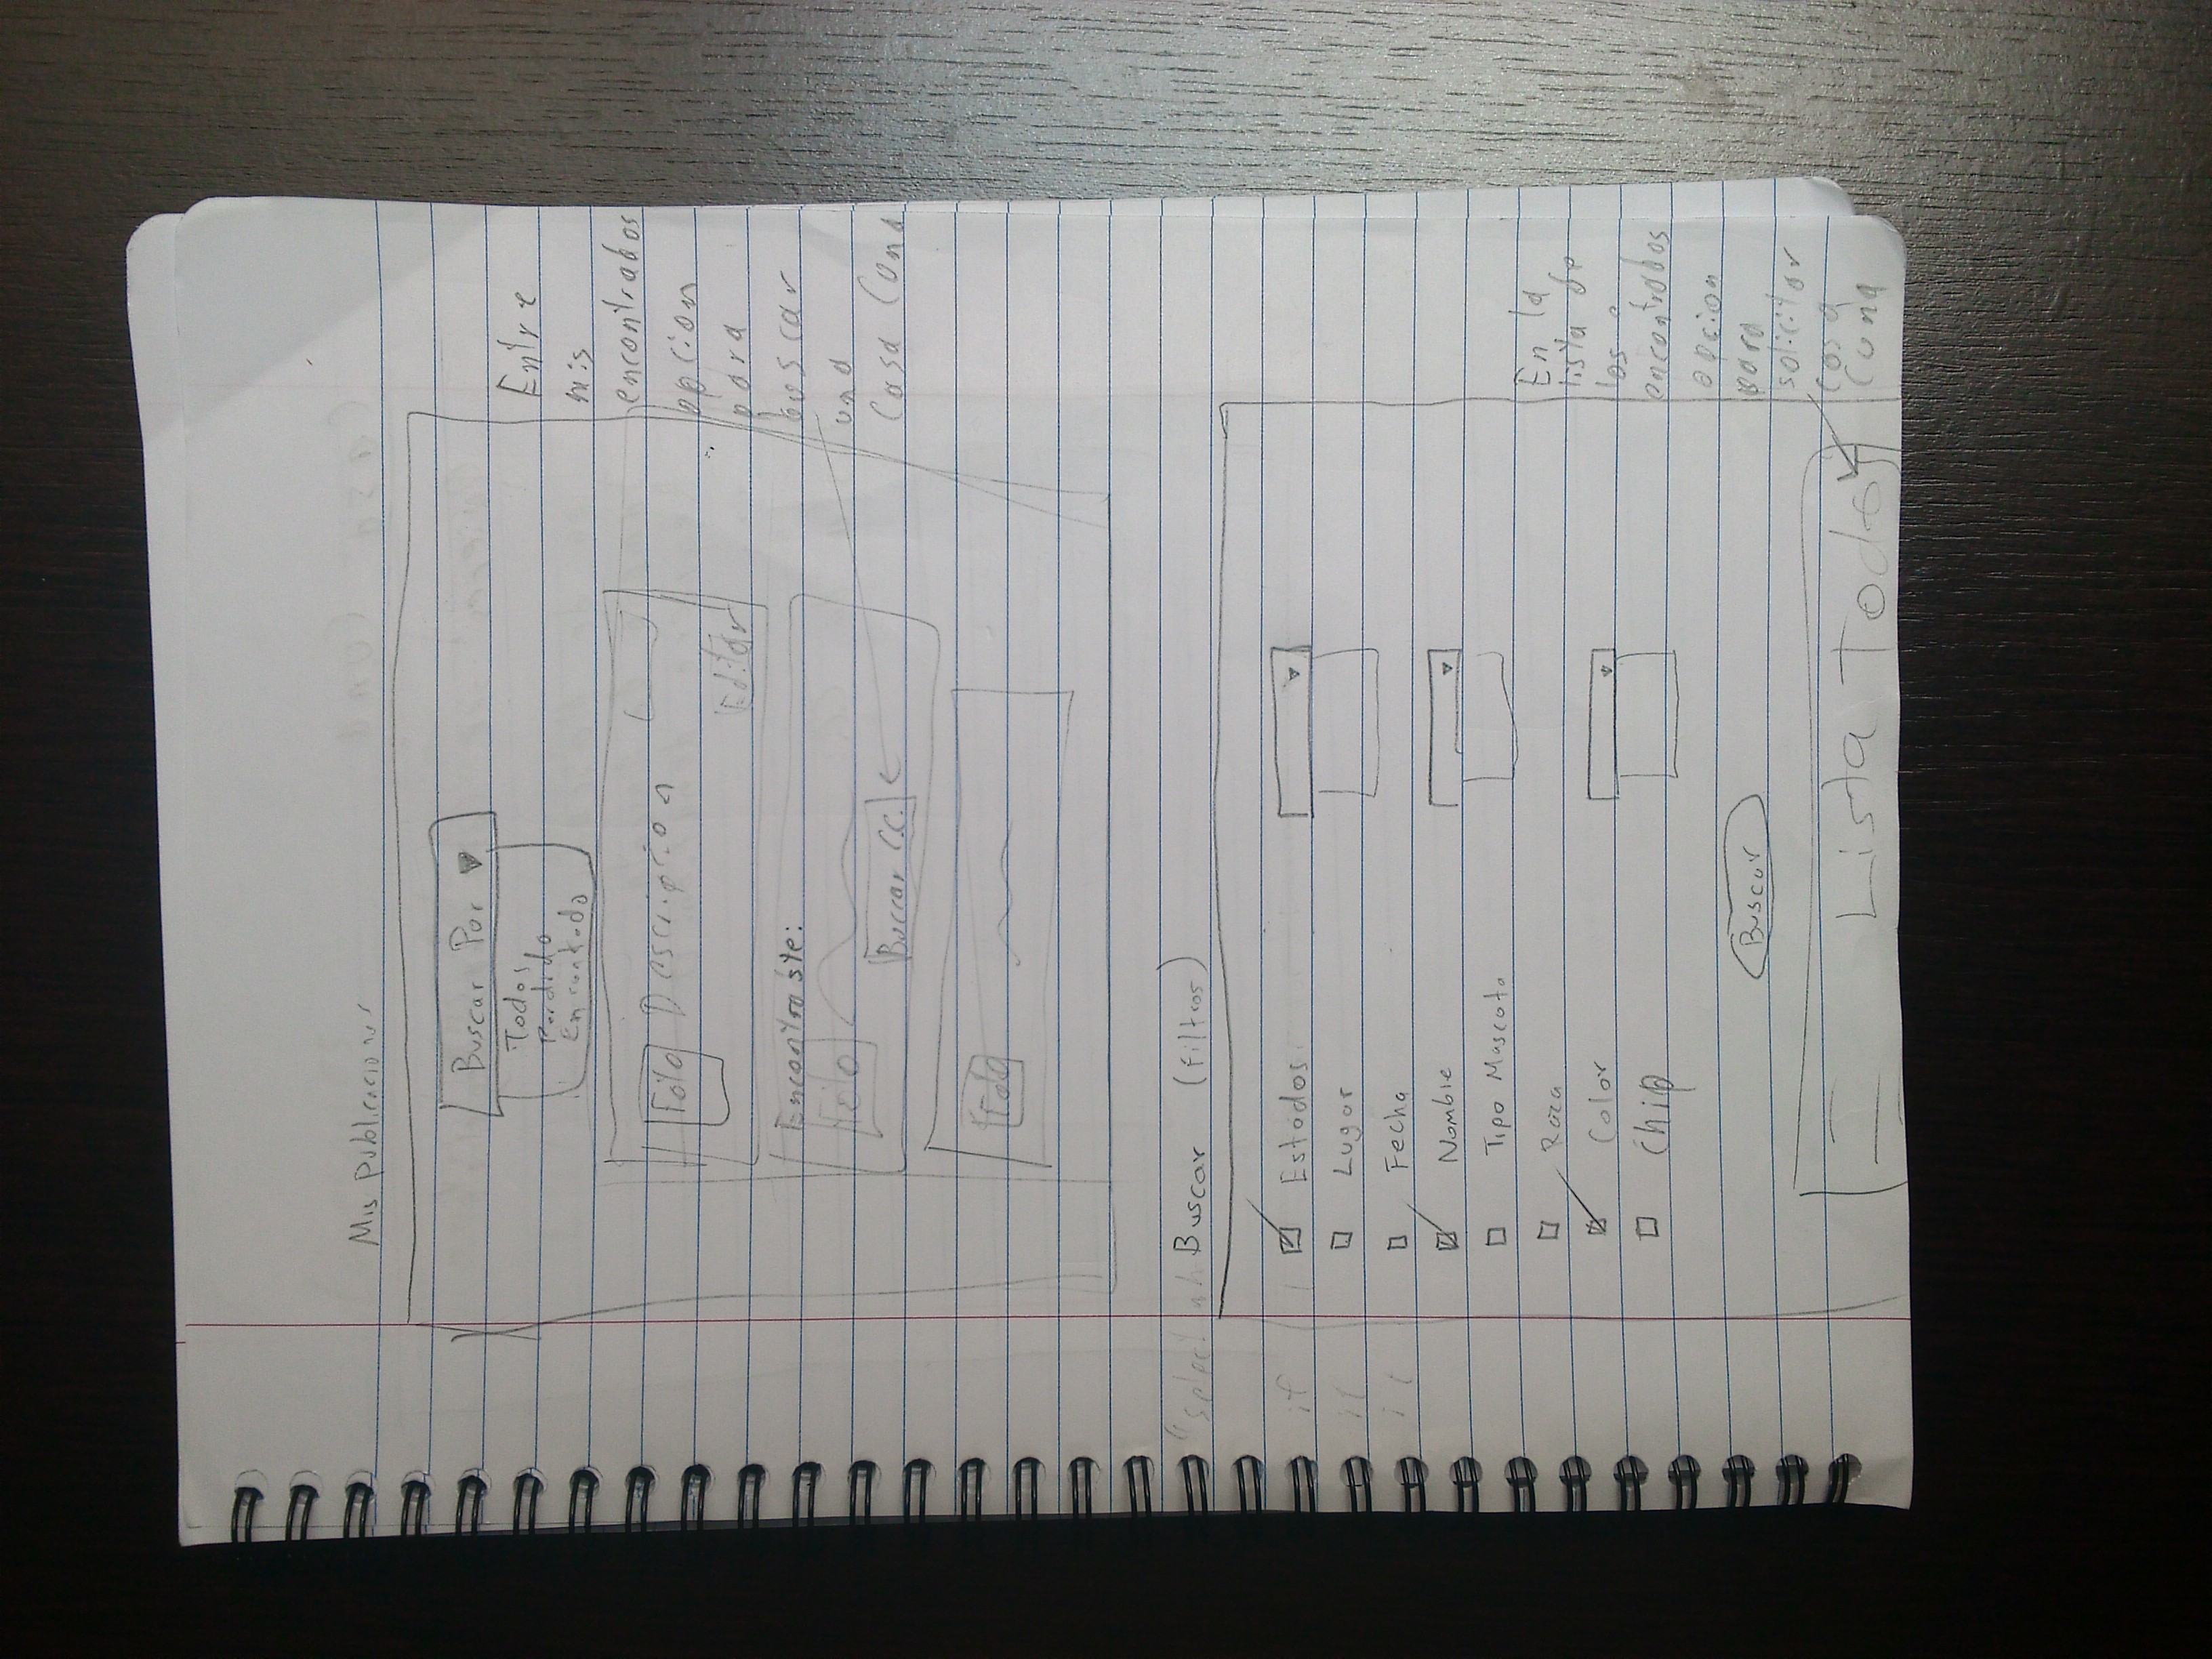 Mis Publicaciones
Buscar Por
Todos
Perdido
Encontrado
Foto Descripcion
Editar
Encontraste:
Foto
Buscar C.C.
Foto
Entre
mis
encontrados
opcion
para
buscar
una
Casa Cuna
"select
Buscar (Filtros)
if
if
if
Estados
Lugar
Fecha
Nombre
Tipo Mascota
Raza
Color
Chip
Buscar
Lista Todos
En la
lista de
los
encontrados
opcion
para
solicitar
casa
Cuna